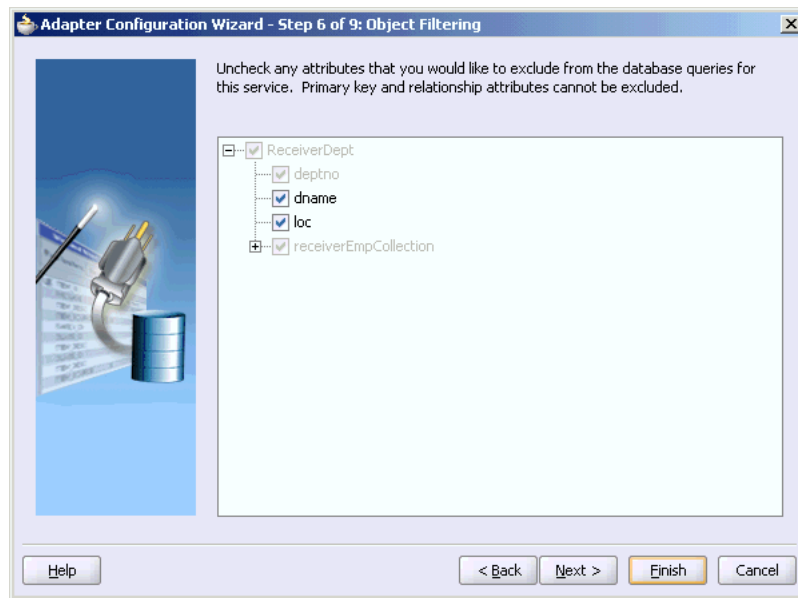 Adapter Configuration Wizard - Step 6 of 9: Object Filtering
Uncheck any attributes that you would like to exclude from the database queries for
this service. Primary key and relationship attributes cannot be excluded.
ReceiverDept
deptno
dname
loc
receiverEmpCollection
Help
< Back
Next >
Finish
Cancel